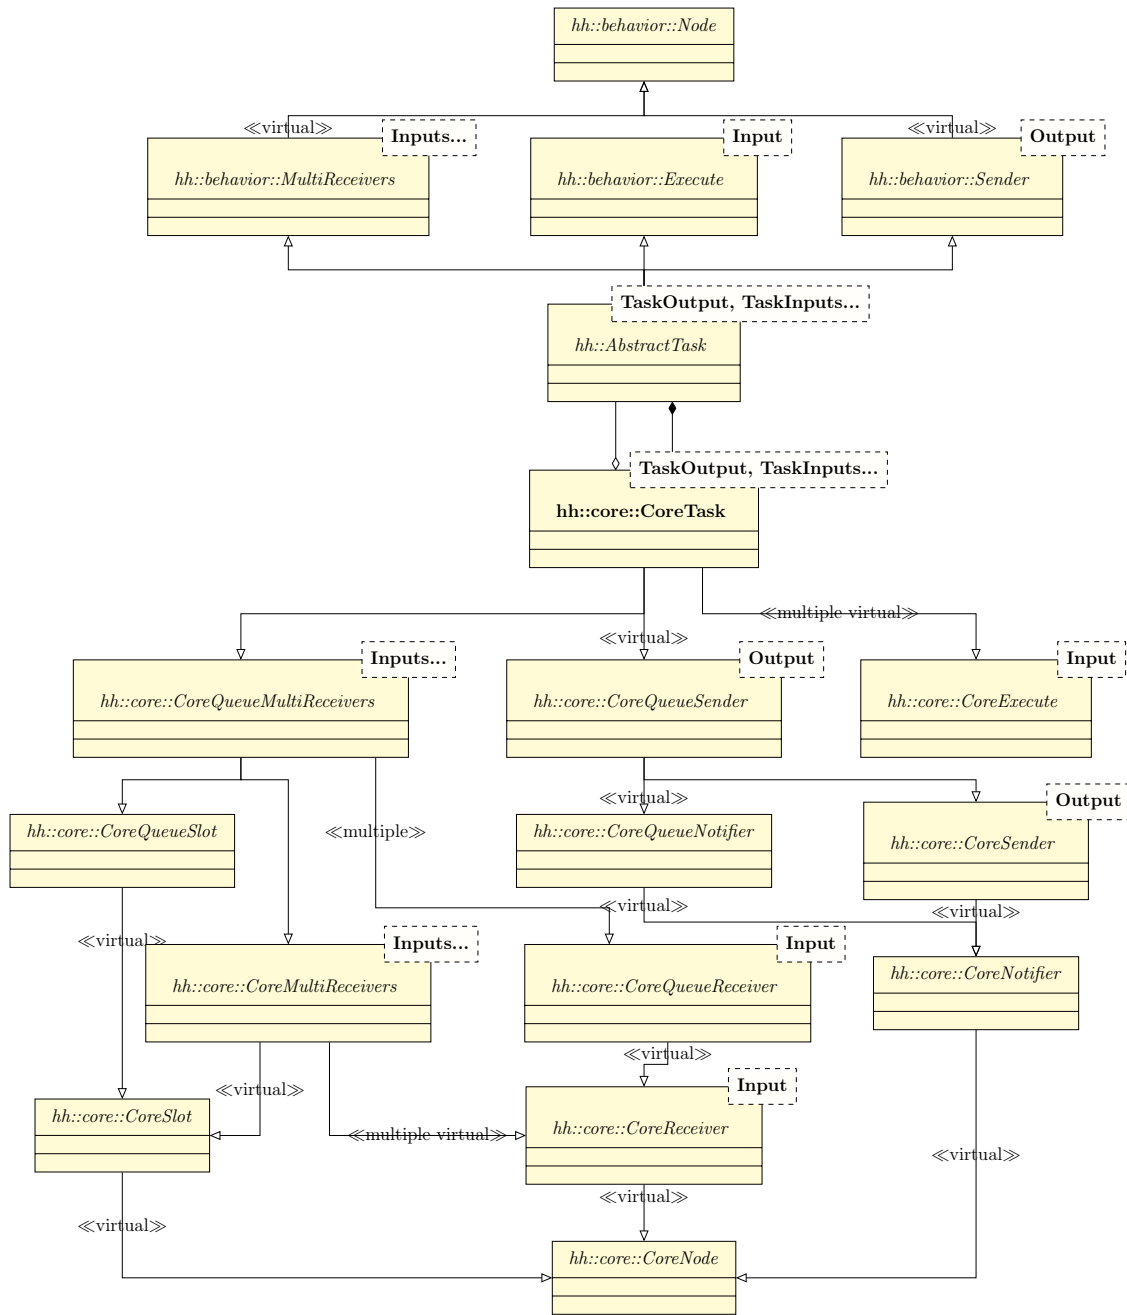 hh::behavior::Node
≪virtual≫
≪virtual≫
Inputs...
Input
Output
hh::behavior::MultiReceivers
hh::behavior::Execute
hh::behavior::Sender
TaskOutput, TaskInputs...
hh::AbstractTask
TaskOutput, TaskInputs...
hh::core::CoreTask
≪multiple virtual≫
≪virtual≫
Inputs...
Output
Input
hh::core::CoreQueueMultiReceivers
hh::core::CoreQueueSender
hh::core::CoreExecute
≪virtual≫
Output
hh::core::CoreQueueSlot
≪multiple≫
hh::core::CoreQueueNotifier
hh::core::CoreSender
≪virtual≫
≪virtual≫
≪virtual≫
Inputs...
Input
hh::core::CoreNotifier
hh::core::CoreMultiReceivers
hh::core::CoreQueueReceiver
≪virtual≫
≪virtual≫
Input
hh::core::CoreSlot
hh::core::CoreReceiver
≪multiple virtual≫
≪virtual≫
≪virtual≫
≪virtual≫
hh::core::CoreNode